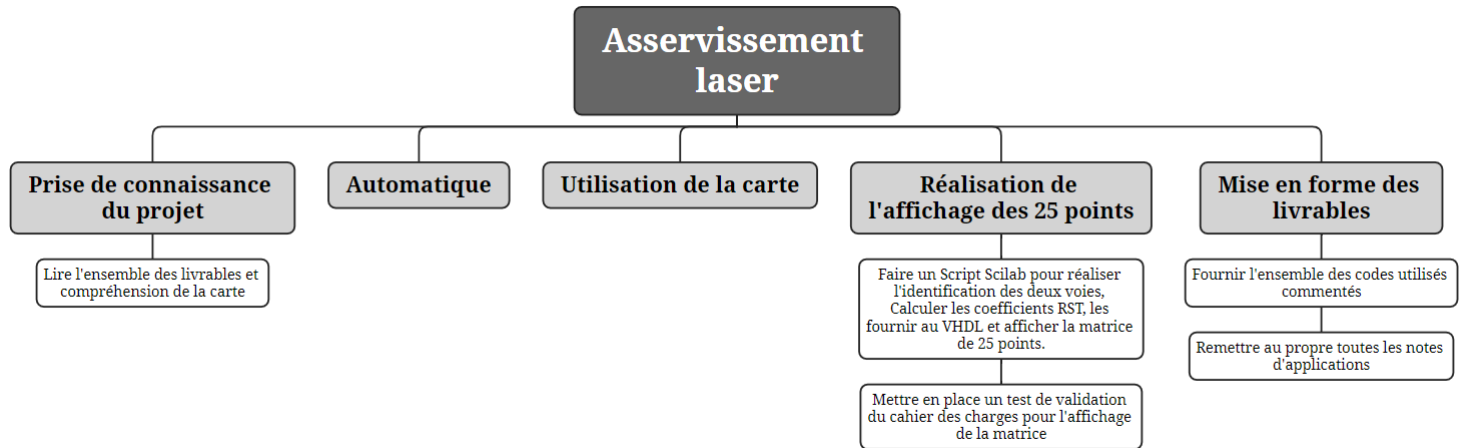 Asservissement
laser
Prise de connaissance
du projet
Automatique
Utilisation de la carte
Réalisation de
l'affichage des 25 points
Mise en forme des
livrables
Lire l'ensemble des livrables et
compréhension de la carte
Faire un Script Scilab pour réaliser
l'identification des deux voies,
Calculer les coefficients RST, les
fournir au VHDL et afficher la matrice
de 25 points.
Mettre en place un test de validation
du cahier des charges pour l'affichage
de la matrice
Fournir l'ensemble des codes utilisés
commentés
Remettre au propre toutes les notes
d'applications